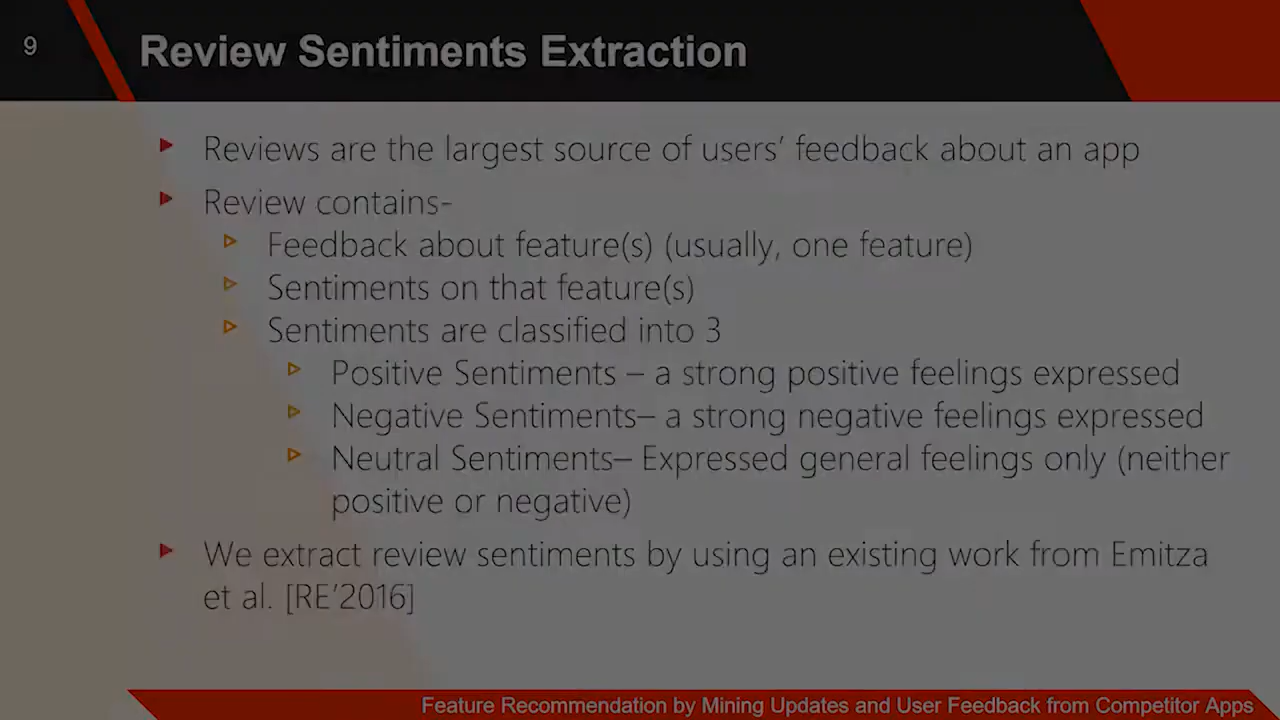 9
Review Sentiments Extraction
Reviews are the largest source of users’ feedback about an app
Review contains-
Feedback about feature(s) (usually, one feature)
Sentiments on that feature(s)
Sentiments are classified into 3
Positive Sentiments – a strong positive feelings expressed
Negative Sentiments– a strong negative feelings expressed
Neutral Sentiments– Expressed general feelings only (neither
positive or negative)
We extract review sentiments by using an existing work from Emitza
et al. [RE’2016]
Feature Recommendation by Mining Updates and User Feedback from Competitor Apps